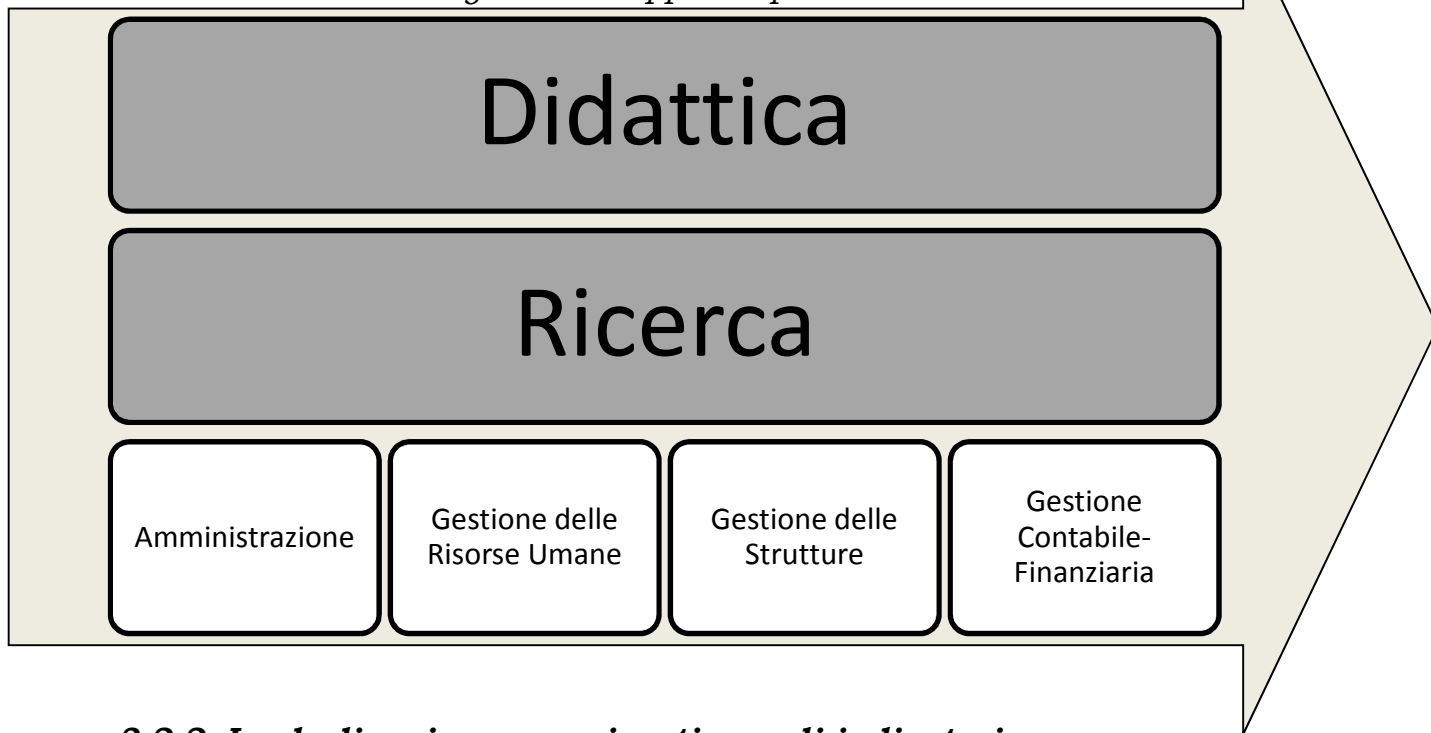 Didattica
Ricerca
Amministrazione
Gestione delle
Risorse Umane
Gestione delle
Strutture
Gestione
Contabile-
Finanziaria